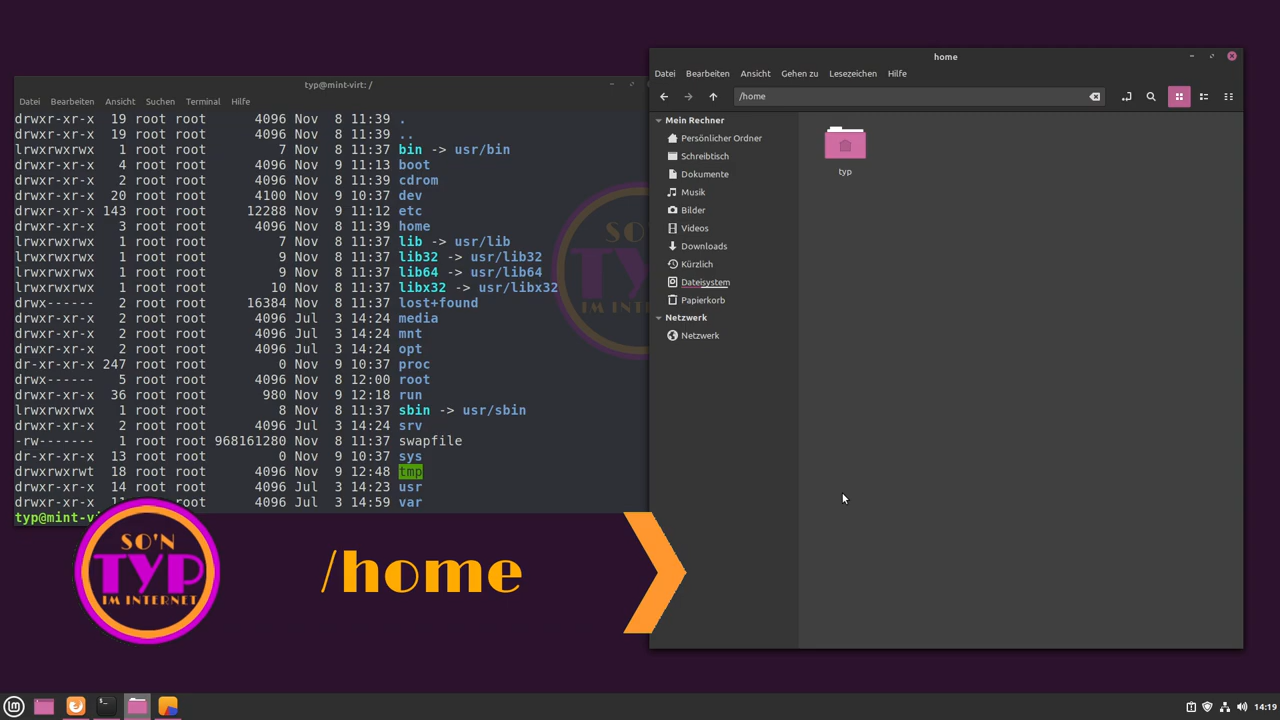 typ@mint-virt: /
Datei Bearbeiten Ansicht Suchen Terminal Hilfe
drwxr-xr-x 19 root root 4096 Nov 8 11:39 .
drwxr-xr-x 19 root root 4096 Nov 8 11:39 ..
lrwxrwxrwx 1 root root 7 Nov 8 11:37 bin -> usr/bin
drwxr-xr-x 4 root root 4096 Nov 9 11:13 boot
drwxrwxr-x 2 root root 4096 Nov 8 11:39 cdrom
drwxr-xr-x 20 root root 4100 Nov 9 10:37 dev
drwxr-xr-x 143 root root 12288 Nov 9 11:12 etc
drwxr-xr-x 3 root root 4096 Nov 8 11:39 home
lrwxrwxrwx 1 root root 7 Nov 8 11:37 lib -> usr/lib
lrwxrwxrwx 1 root root 9 Nov 8 11:37 lib32 -> usr/lib32
lrwxrwxrwx 1 root root 9 Nov 8 11:37 lib64 -> usr/lib64
lrwxrwxrwx 1 root root 10 Nov 8 11:37 libx32 -> usr/libx32
drwx------ 2 root root 16384 Nov 8 11:37 lost+found
drwxr-xr-x 2 root root 4096 Jul 3 14:24 media
drwxr-xr-x 2 root root 4096 Jul 3 14:24 mnt
drwxr-xr-x 2 root root 4096 Jul 3 14:24 opt
dr-xr-xr-x 247 root root 0 Nov 9 10:37 proc
drwx------ 5 root root 4096 Nov 8 12:00 root
drwxr-xr-x 36 root root 980 Nov 9 12:18 run
lrwxrwxrwx 1 root root 8 Nov 8 11:37 sbin -> usr/sbin
drwxr-xr-x 2 root root 4096 Jul 3 14:24 srv
-rw------- 1 root root 968161280 Nov 8 11:37 swapfile
dr-xr-xr-x 13 root root 0 Nov 9 10:37 sys
drwxrwxrwt 18 root root 4096 Nov 9 12:48 tmp
drwxr-xr-x 14 root root 4096 Jul 3 14:23 usr
drwxr-xr-x 11 root root 4096 Jul 3 14:59 var
typ@mint-vi
SO'N
TYP
IM INTERNET
/home
home
Datei Bearbeiten Ansicht Gehen zu Lesezeichen Hilfe
/home
Mein Rechner
Persönlicher Ordner
Schreibtisch
Dokumente
Musik
Bilder
Videos
Downloads
Kürzlich
Dateisystem
Papierkorb
Netzwerk
Netzwerk
typ
14:19